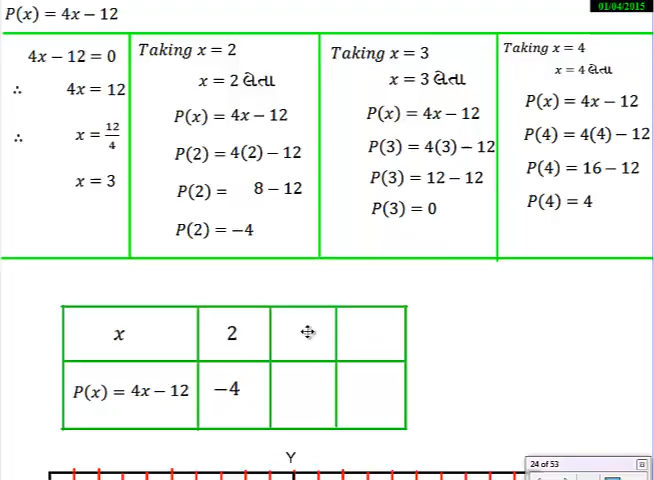 01/04/2015
P(x) = 4x − 12
4x − 12 = 0
∴ 4x = 12
∴ x = 12/4
x = 3
Taking x = 2
x = 2 લેતા
P(x) = 4x − 12
P(2) = 4(2) − 12
P(2) = 8 − 12
P(2) = −4
Taking x = 3
x = 3 લેતા
P(x) = 4x − 12
P(3) = 4(3) − 12
P(3) = 12 − 12
P(3) = 0
Taking x = 4
x = 4 લેતા
P(x) = 4x − 12
P(4) = 4(4) − 12
P(4) = 16 − 12
P(4) = 4
x 2
P(x) = 4x − 12 −4
Y
24 of 53